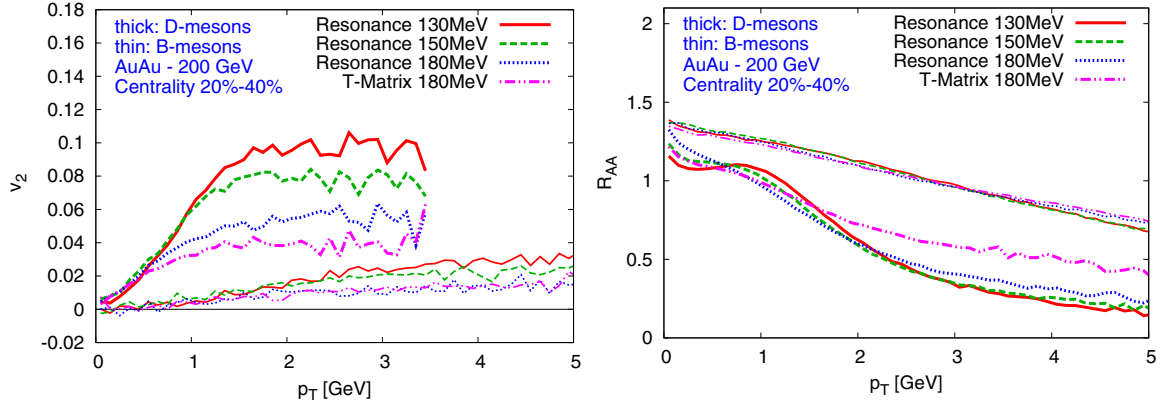 0.18
0.16
0.14
0.12
0.1
0.08
0.06
0.04
0.02
0
-0.02
v2
thick: D-mesons
thin: B-mesons
AuAu - 200 GeV
Centrality 20%-40%
Resonance 130MeV
Resonance 150MeV
Resonance 180MeV
T-Matrix 180MeV
0 1 2 3 4 5
pT [GeV]
2
1.5
1
0.5
0
RAA
thick: D-mesons
thin: B-mesons
AuAu - 200 GeV
Centrality 20%-40%
Resonance 130MeV
Resonance 150MeV
Resonance 180MeV
T-Matrix 180MeV
0 1 2 3 4 5
pT [GeV]